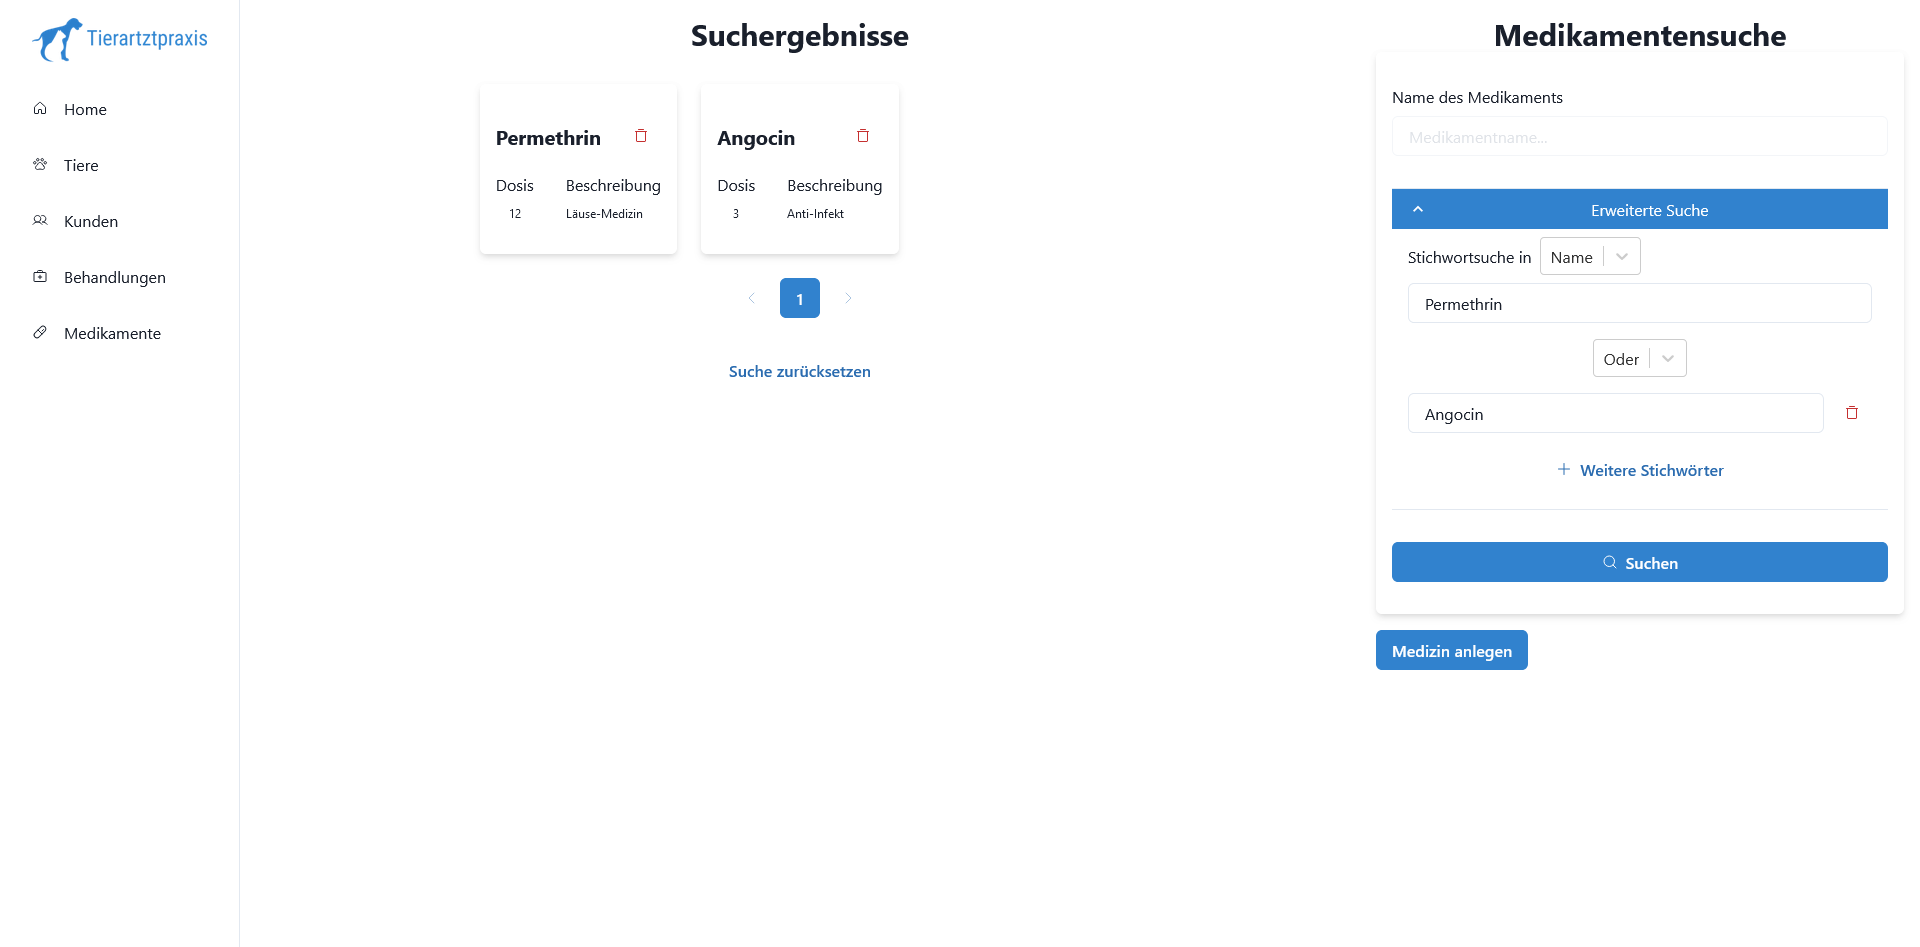 Tierartztpraxis
Home
Tiere
Kunden
Behandlungen
Medikamente
Suchergebnisse
Permethrin
Dosis Beschreibung
12 Läuse-Medizin
Angocin
Dosis Beschreibung
3 Anti-Infekt
1
Suche zurücksetzen
Medikamentensuche
Name des Medikaments
Medikamentname...
Erweiterte Suche
Stichwortsuche in Name
Permethrin
Oder
Angocin
Weitere Stichwörter
Suchen
Medizin anlegen